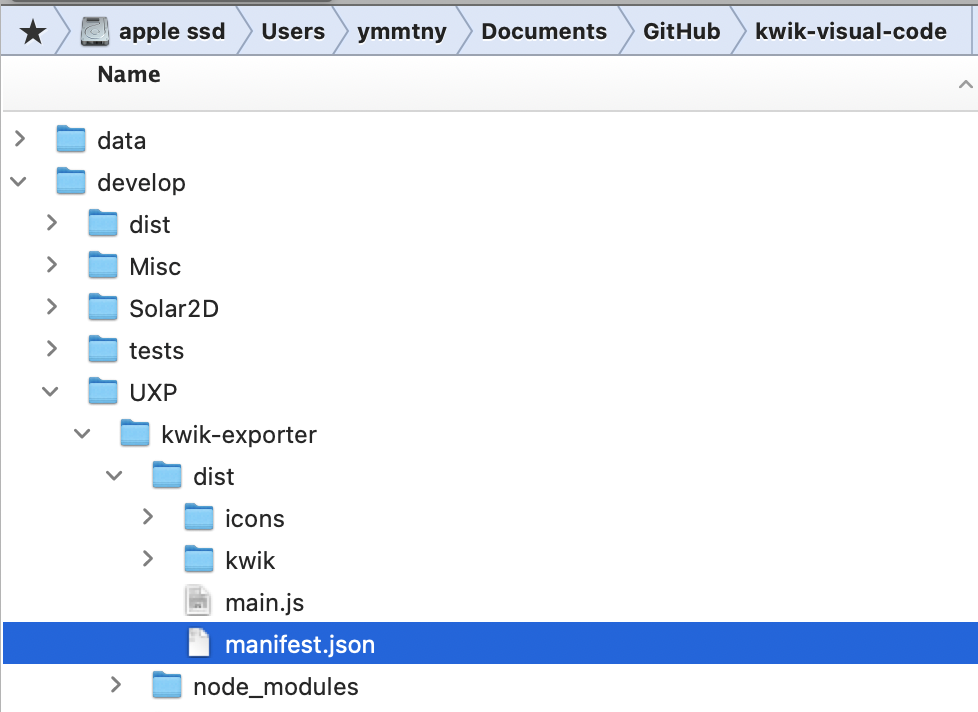 apple ssd Users ymmtny Documents GitHub kwik-visual-code
Name
data
develop
dist
Misc
Solar2D
tests
UXP
kwik-exporter
dist
icons
kwik
main.js
manifest.json
node_modules